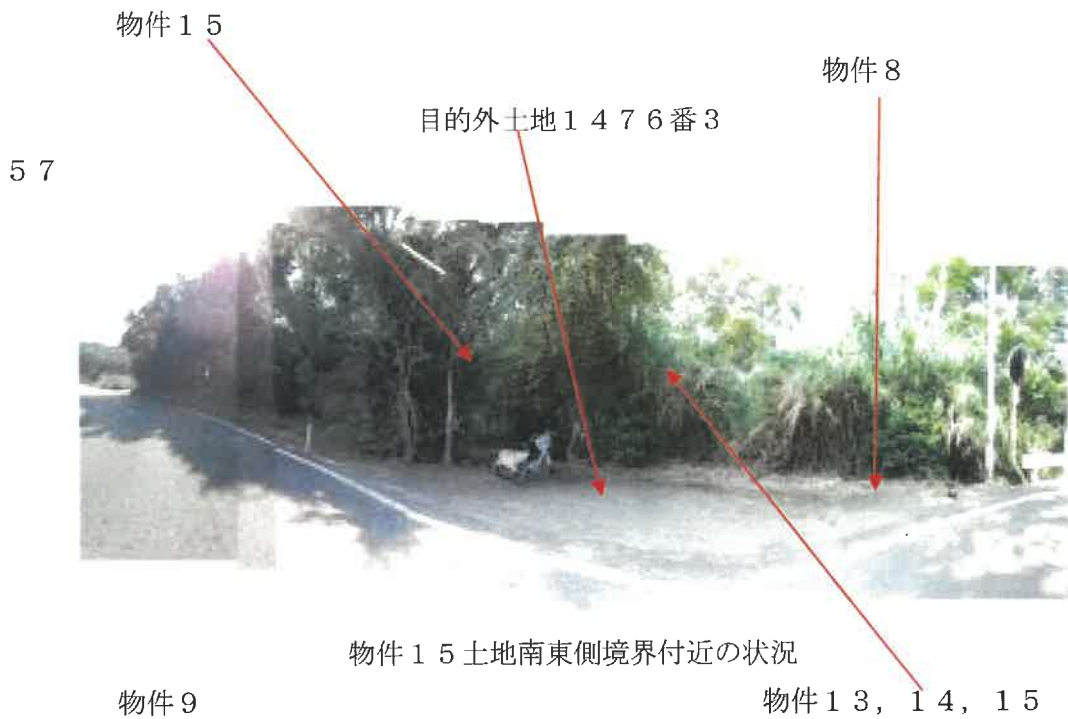 物件１５
物件８
目的外土地１４７６番３
５７
物件１５土地南東側境界付近の状況
物件９
物件１３，１４，１５